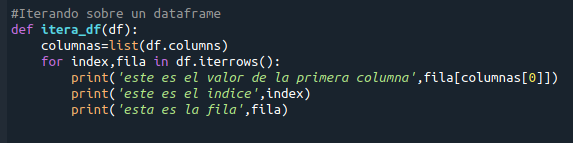 #Iterando sobre un dataframe
def itera_df(df):
    columnas=list(df.columns)
    for index,fila in df.iterrows():
        print('este es el valor de la primera columna',fila[columnas[0]])
        print('este es el indice',index)
        print('esta es la fila',fila)